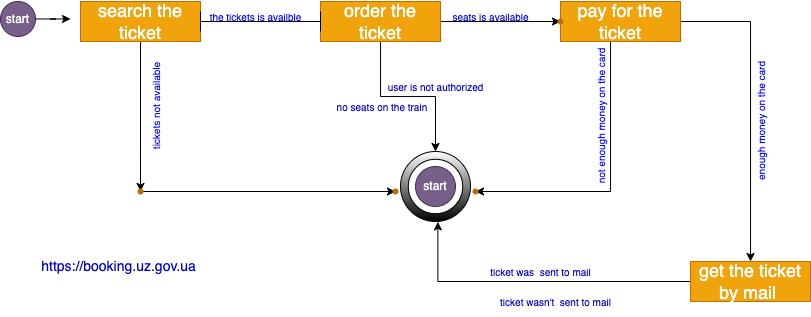 start
search the
ticket
the tickets is availble
order the
ticket
seats is available
pay for the
ticket
tickets not available
user is not authorized
no seats on the train
not enough money on the card
enough money on the card
start
https://booking.uz.gov.ua
ticket was sent to mail
ticket wasn't sent to mail
get the ticket
by mail